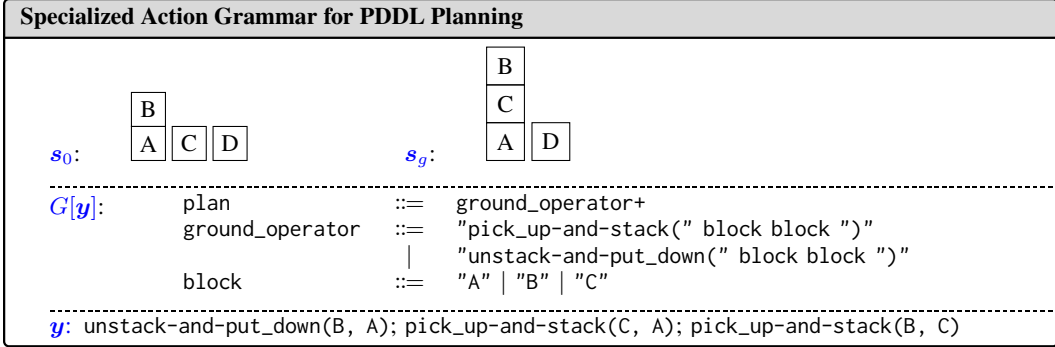 Specialized Action Grammar for PDDL Planning
B
B
C
s0: A C D sg: A D
G[y]: plan ::= ground_operator+
ground_operator ::= "pick_up-and-stack(" block block ")"
| "unstack-and-put_down(" block block ")"
block ::= "A" | "B" | "C"
y: unstack-and-put_down(B, A); pick_up-and-stack(C, A); pick_up-and-stack(B, C)